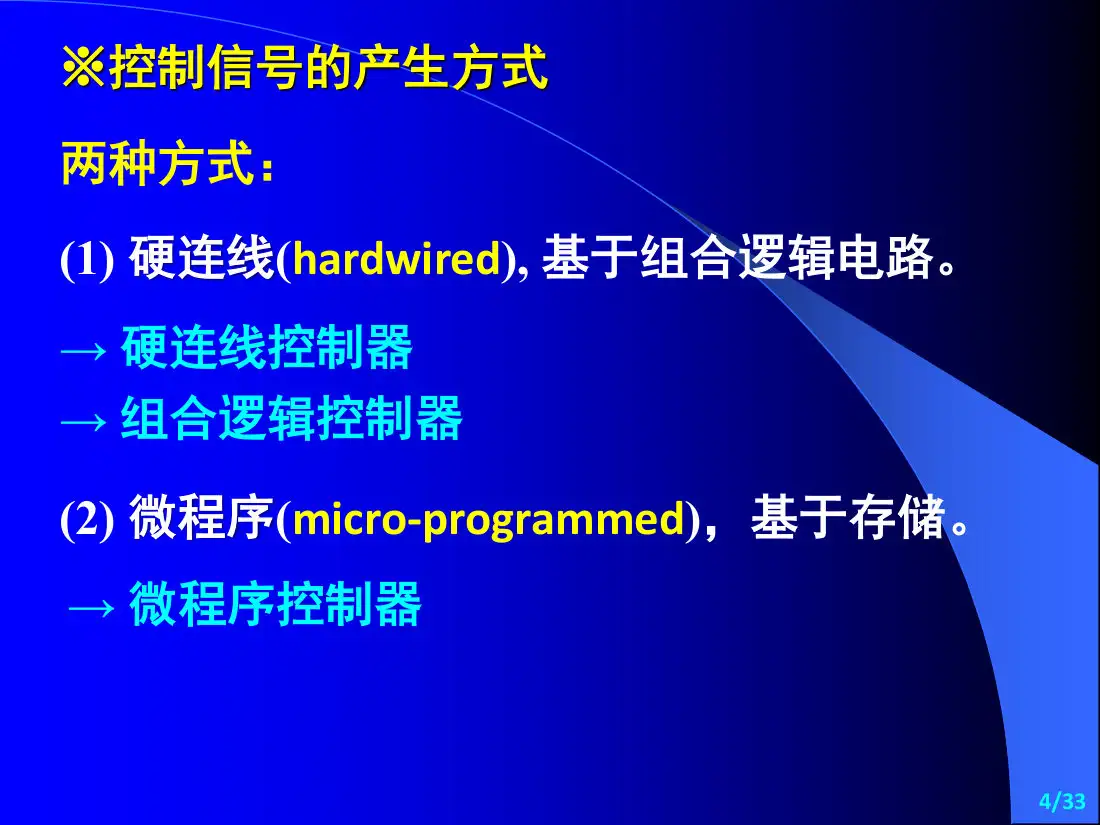 ※控制信号的产生方式
两种方式：
(1) 硬连线(hardwired), 基于组合逻辑电路。
→ 硬连线控制器
→ 组合逻辑控制器
(2) 微程序(micro-programmed)，基于存储。
→ 微程序控制器
4/33